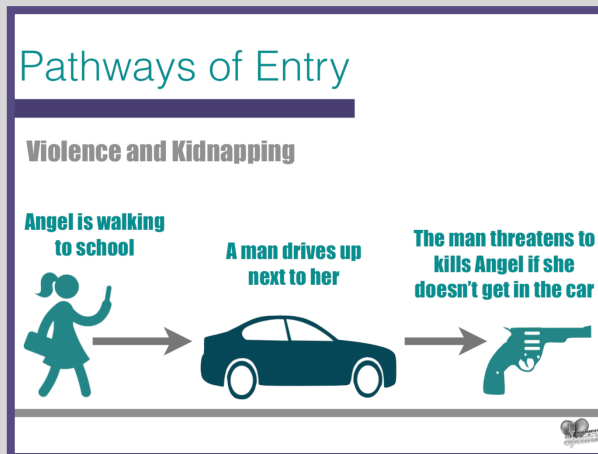 Pathways of Entry
Violence and Kidnapping
Angel is walking
to school
A man drives up
next to her
The man threatens to
kills Angel if she
doesn't get in the car